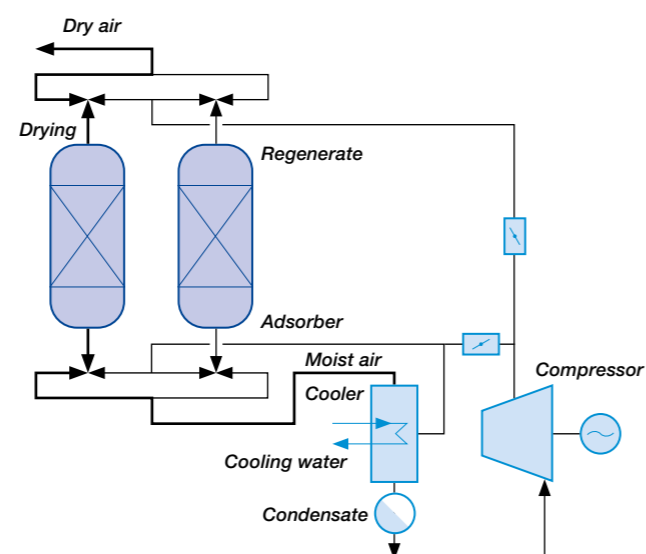 Dry air
Drying
Regenerate
Adsorber
Moist air
Compressor
Cooler
Cooling water
Condensate